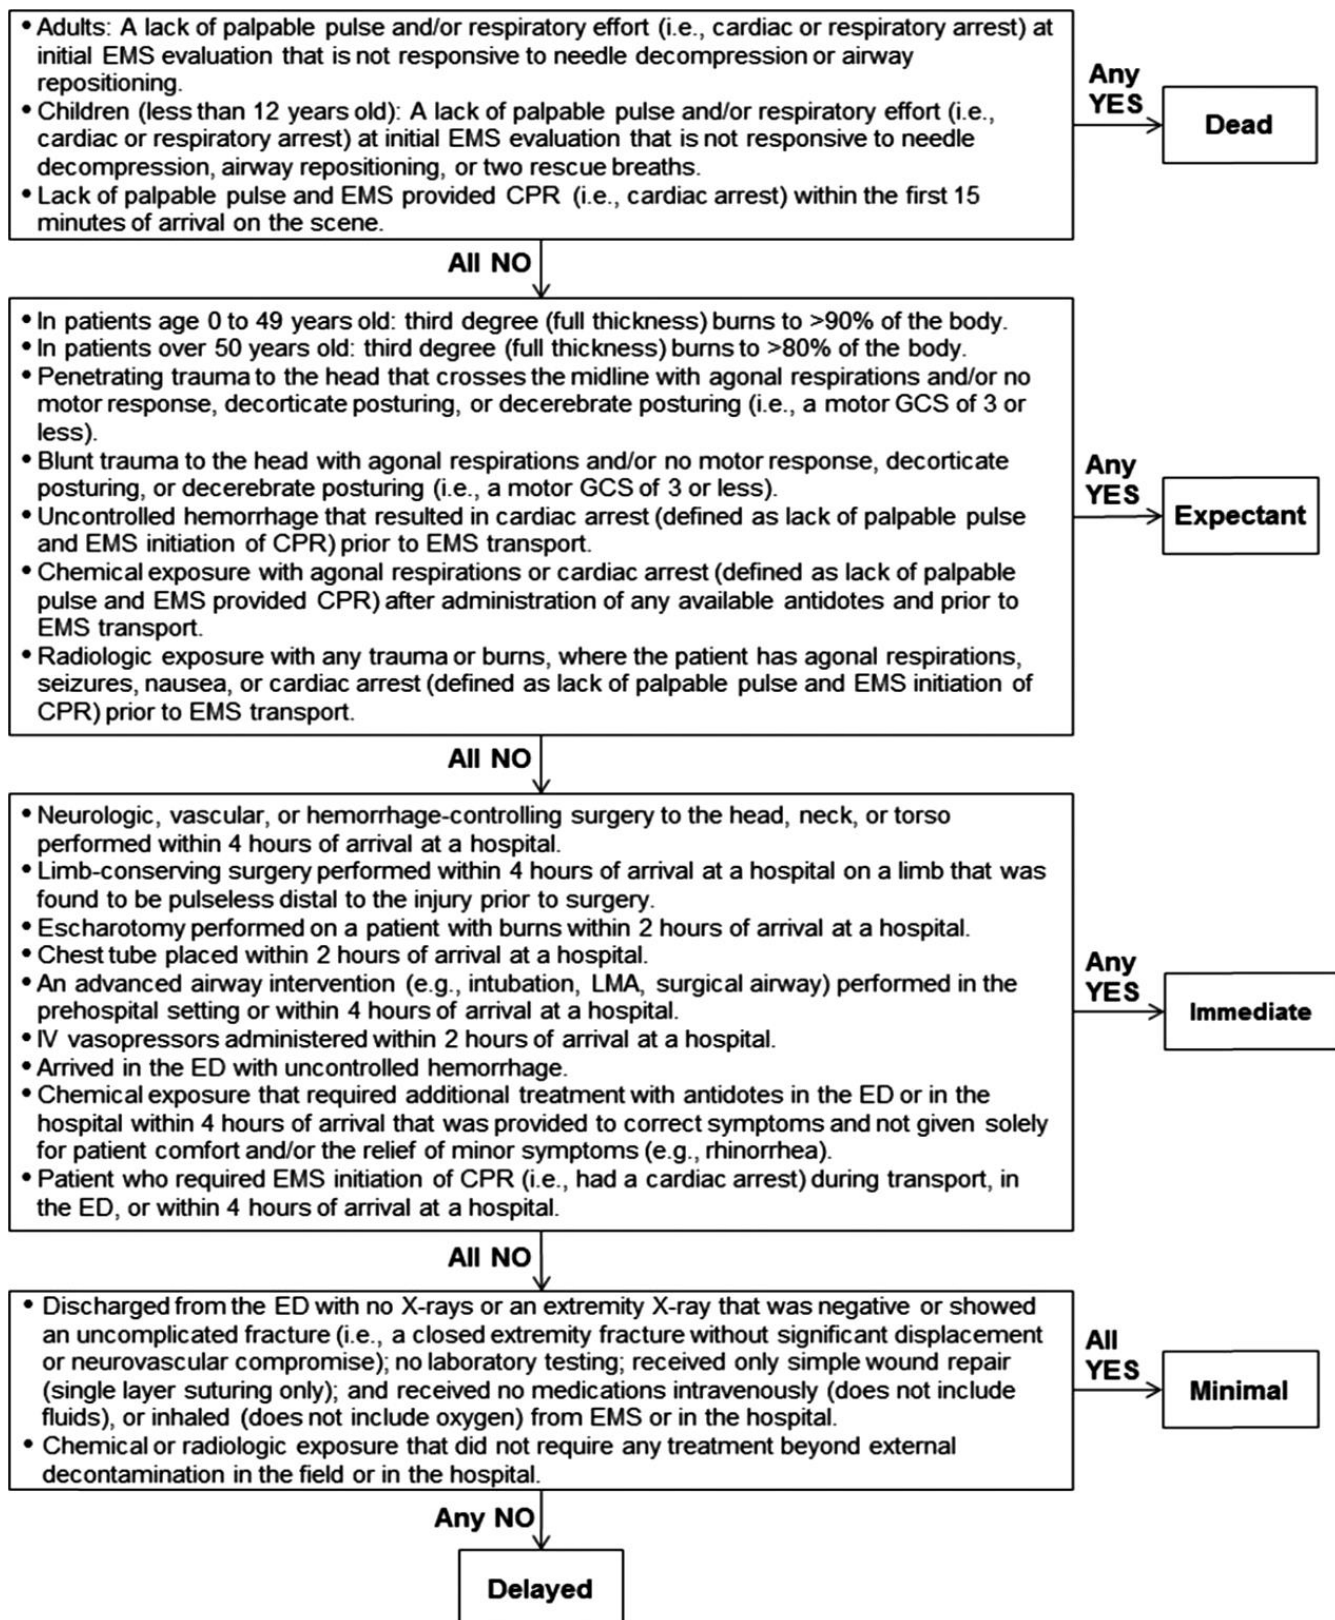 • Adults: A lack of palpable pulse and/or respiratory effort (i.e., cardiac or respiratory arrest) at
initial EMS evaluation that is not responsive to needle decompression or airway
repositioning.
• Children (less than 12 years old): A lack of palpable pulse and/or respiratory effort (i.e.,
cardiac or respiratory arrest) at initial EMS evaluation that is not responsive to needle
decompression, airway repositioning, or two rescue breaths.
• Lack of palpable pulse and EMS provided CPR (i.e., cardiac arrest) within the first 15
minutes of arrival on the scene.
Any
YES
Dead
All NO
• In patients age 0 to 49 years old: third degree (full thickness) burns to >90% of the body.
• In patients over 50 years old: third degree (full thickness) burns to >80% of the body.
• Penetrating trauma to the head that crosses the midline with agonal respirations and/or no
motor response, decorticate posturing, or decerebrate posturing (i.e., a motor GCS of 3 or
less).
• Blunt trauma to the head with agonal respirations and/or no motor response, decorticate
posturing, or decerebrate posturing (i.e., a motor GCS of 3 or less).
• Uncontrolled hemorrhage that resulted in cardiac arrest (defined as lack of palpable pulse
and EMS initiation of CPR) prior to EMS transport.
• Chemical exposure with agonal respirations or cardiac arrest (defined as lack of palpable
pulse and EMS provided CPR) after administration of any available antidotes and prior to
EMS transport.
• Radiologic exposure with any trauma or burns, where the patient has agonal respirations,
seizures, nausea, or cardiac arrest (defined as lack of palpable pulse and EMS initiation of
CPR) prior to EMS transport.
Any
YES
Expectant
All NO
• Neurologic, vascular, or hemorrhage-controlling surgery to the head, neck, or torso
performed within 4 hours of arrival at a hospital.
• Limb-conserving surgery performed within 4 hours of arrival at a hospital on a limb that was
found to be pulseless distal to the injury prior to surgery.
• Escharotomy performed on a patient with burns within 2 hours of arrival at a hospital.
• Chest tube placed within 2 hours of arrival at a hospital.
• An advanced airway intervention (e.g., intubation, LMA, surgical airway) performed in the
prehospital setting or within 4 hours of arrival at a hospital.
• IV vasopressors administered within 2 hours of arrival at a hospital.
• Arrived in the ED with uncontrolled hemorrhage.
• Chemical exposure that required additional treatment with antidotes in the ED or in the
hospital within 4 hours of arrival that was provided to correct symptoms and not given solely
for patient comfort and/or the relief of minor symptoms (e.g., rhinorrhea).
• Patient who required EMS initiation of CPR (i.e., had a cardiac arrest) during transport, in
the ED, or within 4 hours of arrival at a hospital.
Any
YES
Immediate
All NO
• Discharged from the ED with no X-rays or an extremity X-ray that was negative or showed
an uncomplicated fracture (i.e., a closed extremity fracture without significant displacement
or neurovascular compromise); no laboratory testing; received only simple wound repair
(single layer suturing only); and received no medications intravenously (does not include
fluids), or inhaled (does not include oxygen) from EMS or in the hospital.
• Chemical or radiologic exposure that did not require any treatment beyond external
decontamination in the field or in the hospital.
All
YES
Minimal
Any NO
Delayed